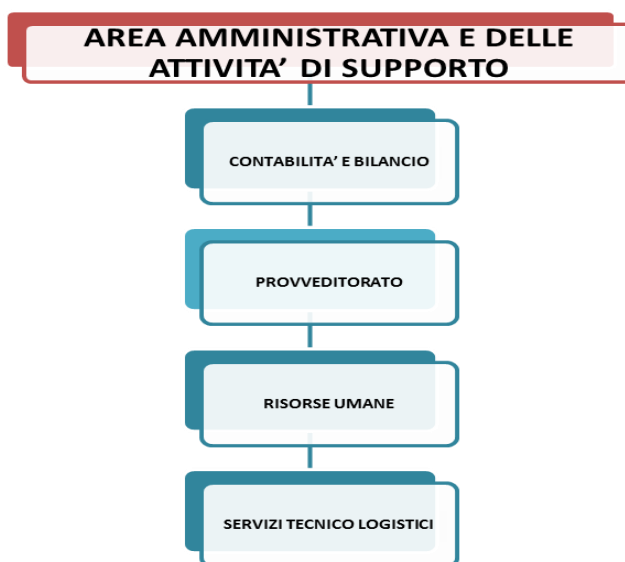 AREA AMMINISTRATIVA E DELLE
ATTIVITA’ DI SUPPORTO
CONTABILITA’ E BILANCIO
PROVVEDITORATO
RISORSE UMANE
SERVIZI TECNICO LOGISTICI